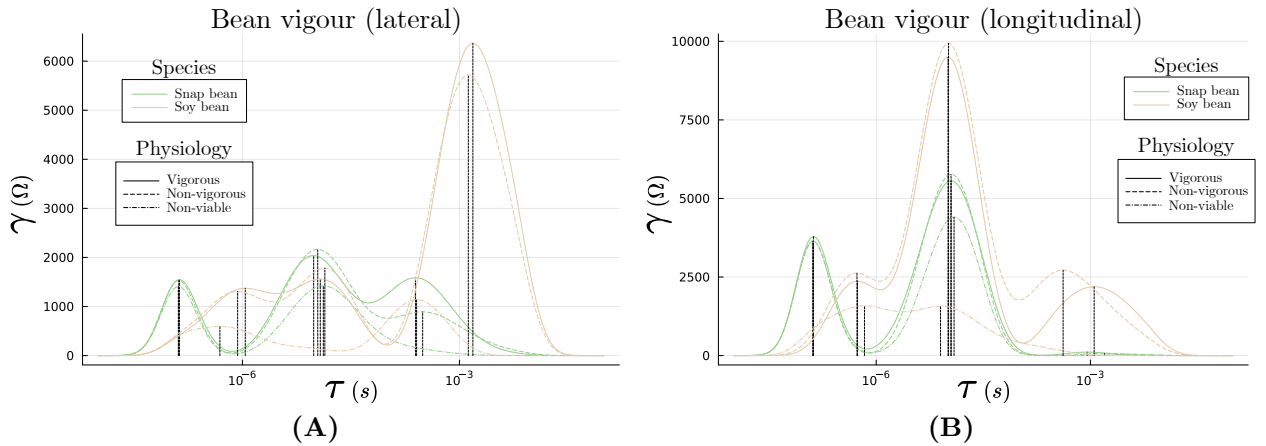 Bean vigour (lateral)
γ (Ω)
6000
5000
4000
3000
2000
1000
0
Species
Snap bean
Soy bean
Physiology
Vigorous
Non-vigorous
Non-viable
10⁻⁶
10⁻³
τ (s)
(A)
Bean vigour (longitudinal)
γ (Ω)
10000
7500
5000
2500
0
Species
Snap bean
Soy bean
Physiology
Vigorous
Non-vigorous
Non-viable
10⁻⁶
10⁻³
τ (s)
(B)